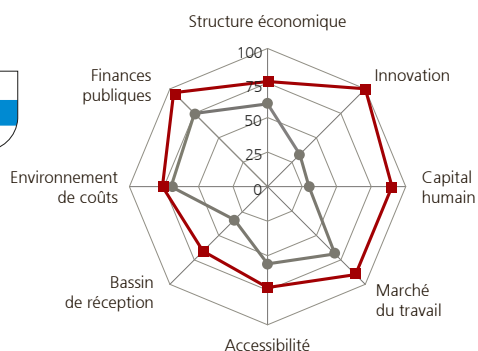 Structure économique
Innovation
Capital
humain
Marché
du travail
Accessibilité
Bassin
de réception
Environnement
de coûts
Finances
publiques
100
75
50
25
0